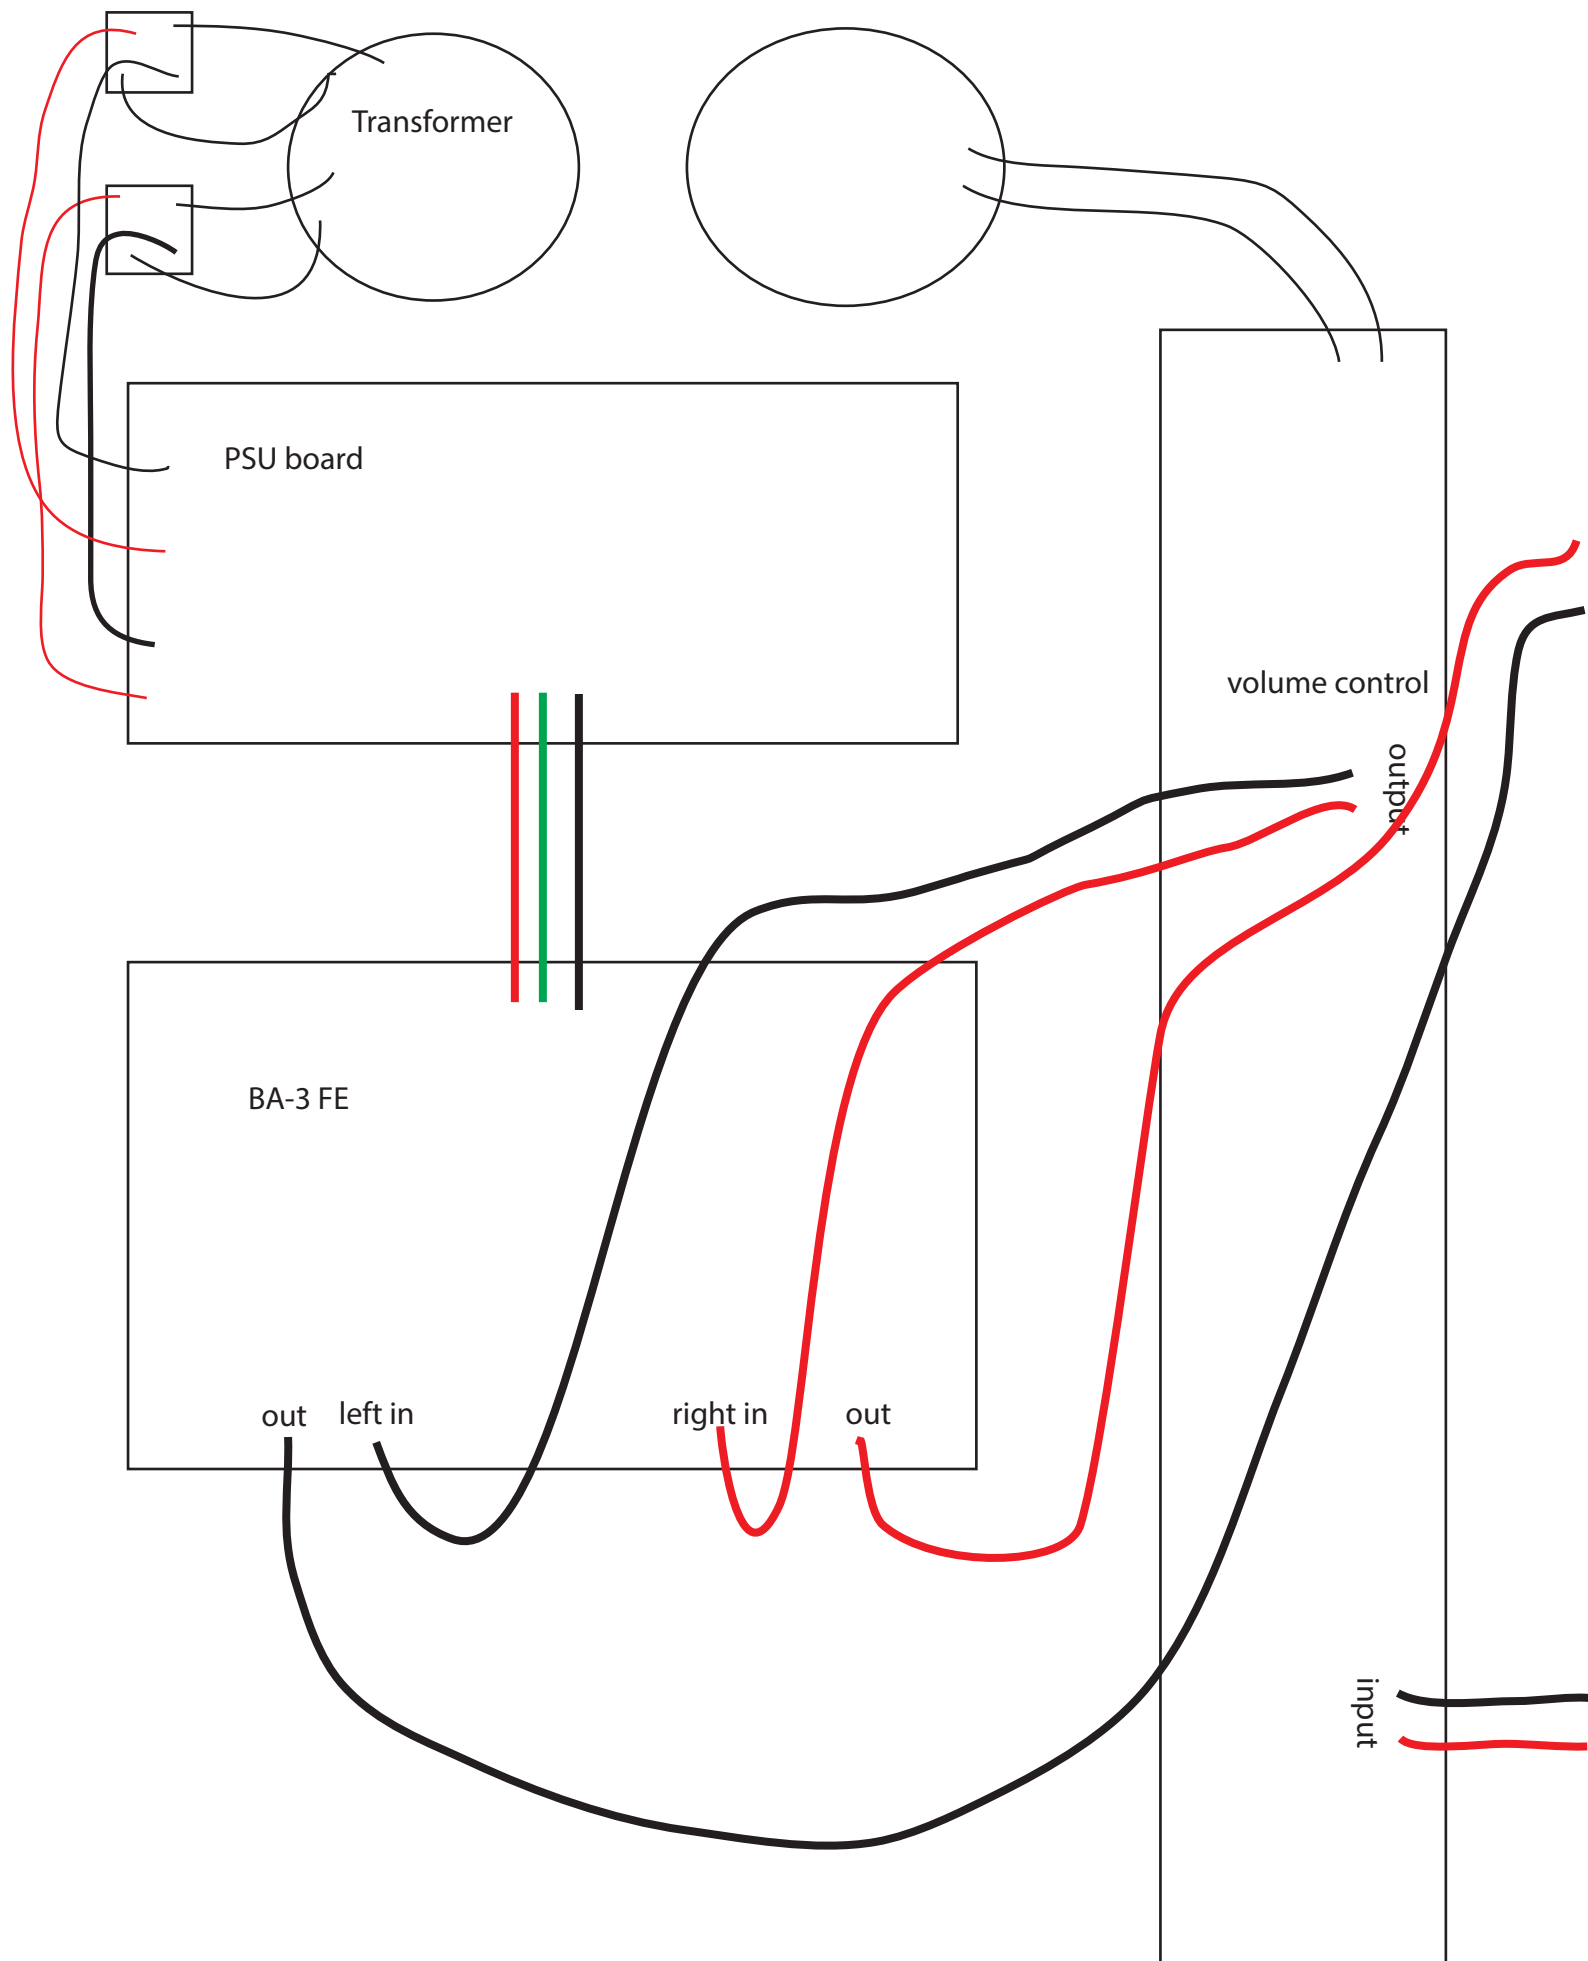 Transformer
PSU board
volume control
output
BA-3 FE
out
left in
right in
out
input